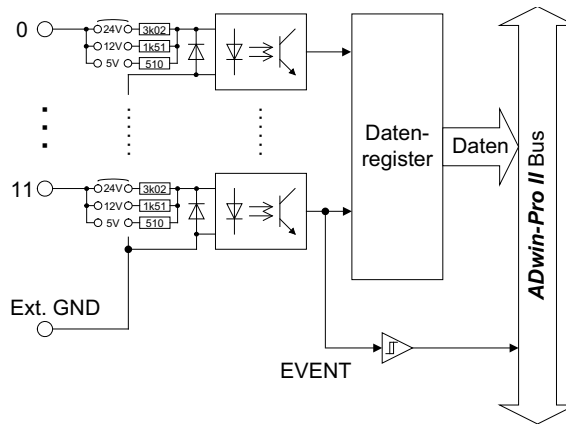 0
24V 3k02
12V 1k51
5V 510
Daten-
register
Daten
ADwin-Pro II Bus
11
24V 3k02
12V 1k51
5V 510
Ext. GND
EVENT